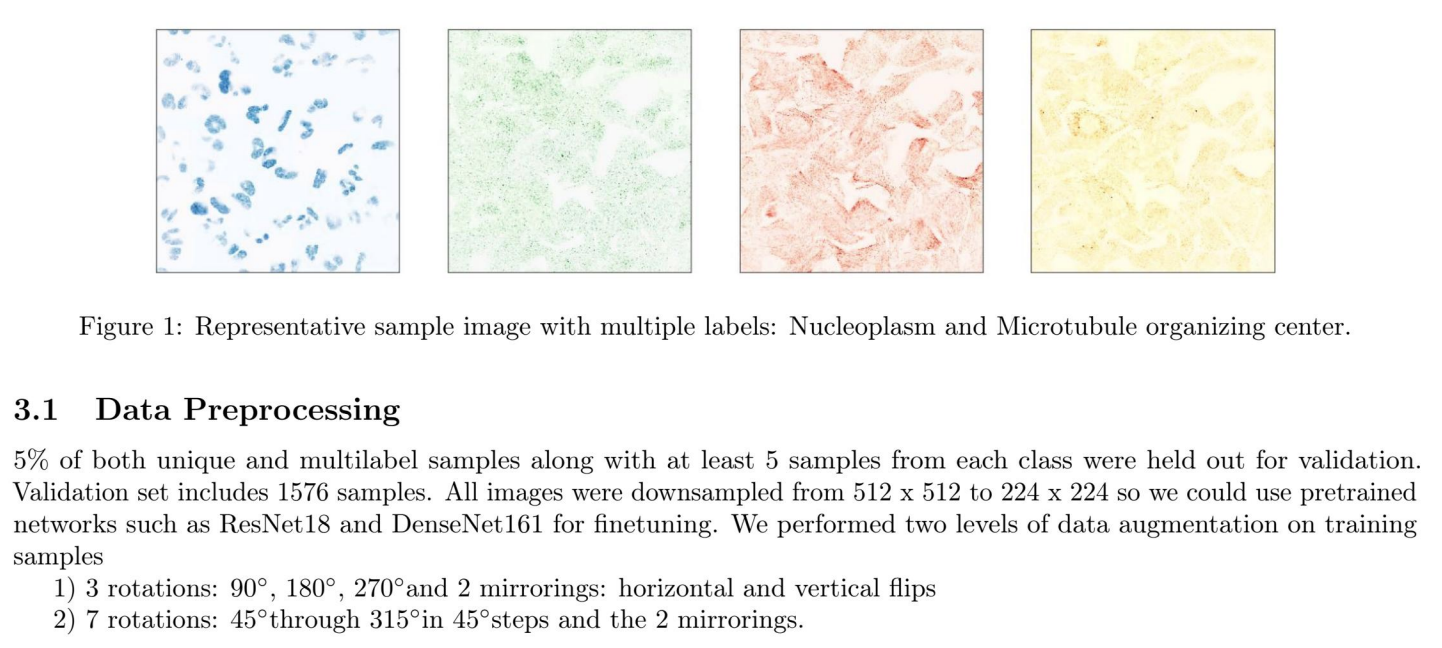 Figure 1: Representative sample image with multiple labels: Nucleoplasm and Microtubule organizing center.
3.1 Data Preprocessing
5% of both unique and multilabel samples along with at least 5 samples from each class were held out for validation.
Validation set includes 1576 samples. All images were downsampled from 512 x 512 to 224 x 224 so we could use pretrained
networks such as ResNet18 and DenseNet161 for finetuning. We performed two levels of data augmentation on training
samples
1) 3 rotations: 90°, 180°, 270°and 2 mirrorings: horizontal and vertical flips
2) 7 rotations: 45°through 315°in 45°steps and the 2 mirrorings.